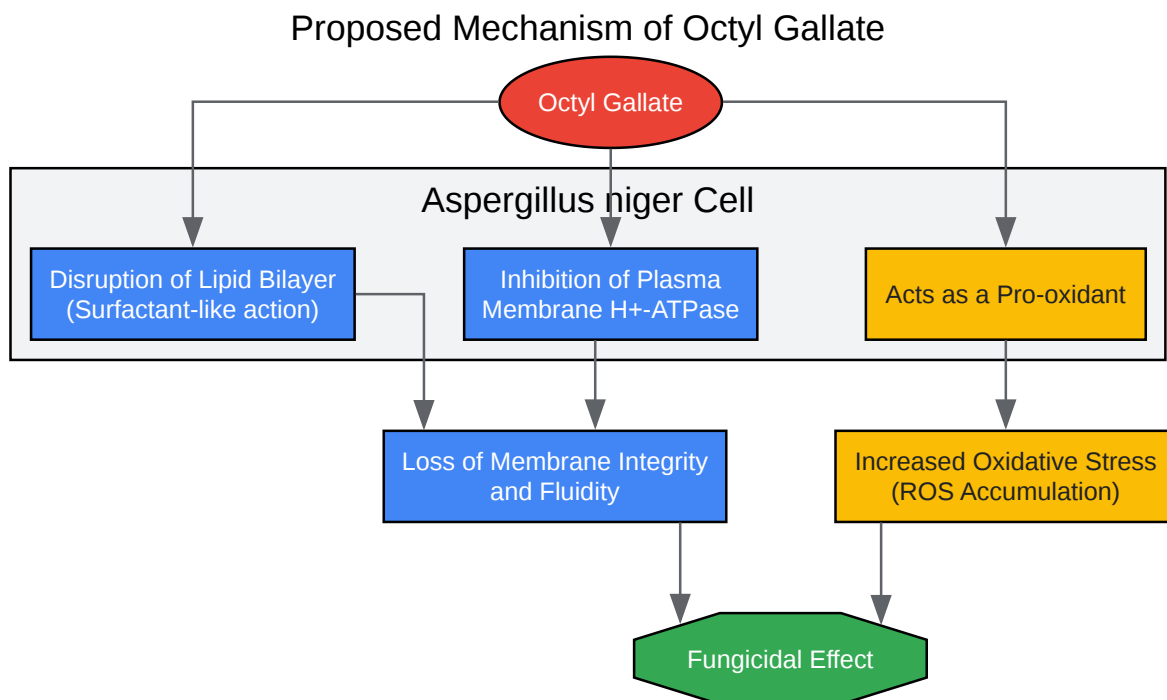 Proposed Mechanism of Octyl Gallate
Octyl Gallate
Aspergillus niger Cell
Disruption of Lipid Bilayer
(Surfactant-like action)
Inhibition of Plasma
Membrane H+-ATPase
Acts as a Pro-oxidant
Loss of Membrane Integrity
and Fluidity
Increased Oxidative Stress
(ROS Accumulation)
Fungicidal Effect